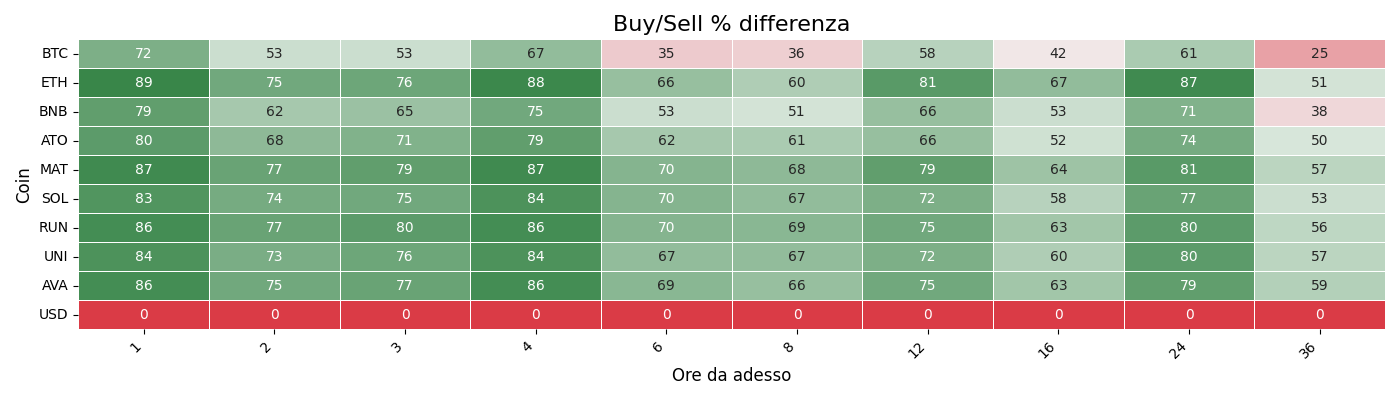 Buy/Sell % differenza
Coin
BTC 72 53 53 67 35 36 58 42 61 25
ETH 89 75 76 88 66 60 81 67 87 51
BNB 79 62 65 75 53 51 66 53 71 38
ATO 80 68 71 79 62 61 66 52 74 50
MAT 87 77 79 87 70 68 79 64 81 57
SOL 83 74 75 84 70 67 72 58 77 53
RUN 86 77 80 86 70 69 75 63 80 56
UNI 84 73 76 84 67 67 72 60 80 57
AVA 86 75 77 86 69 66 75 63 79 59
USD 0 0 0 0 0 0 0 0 0 0
1 2 3 4 6 8 12 16 24 36
Ore da adesso